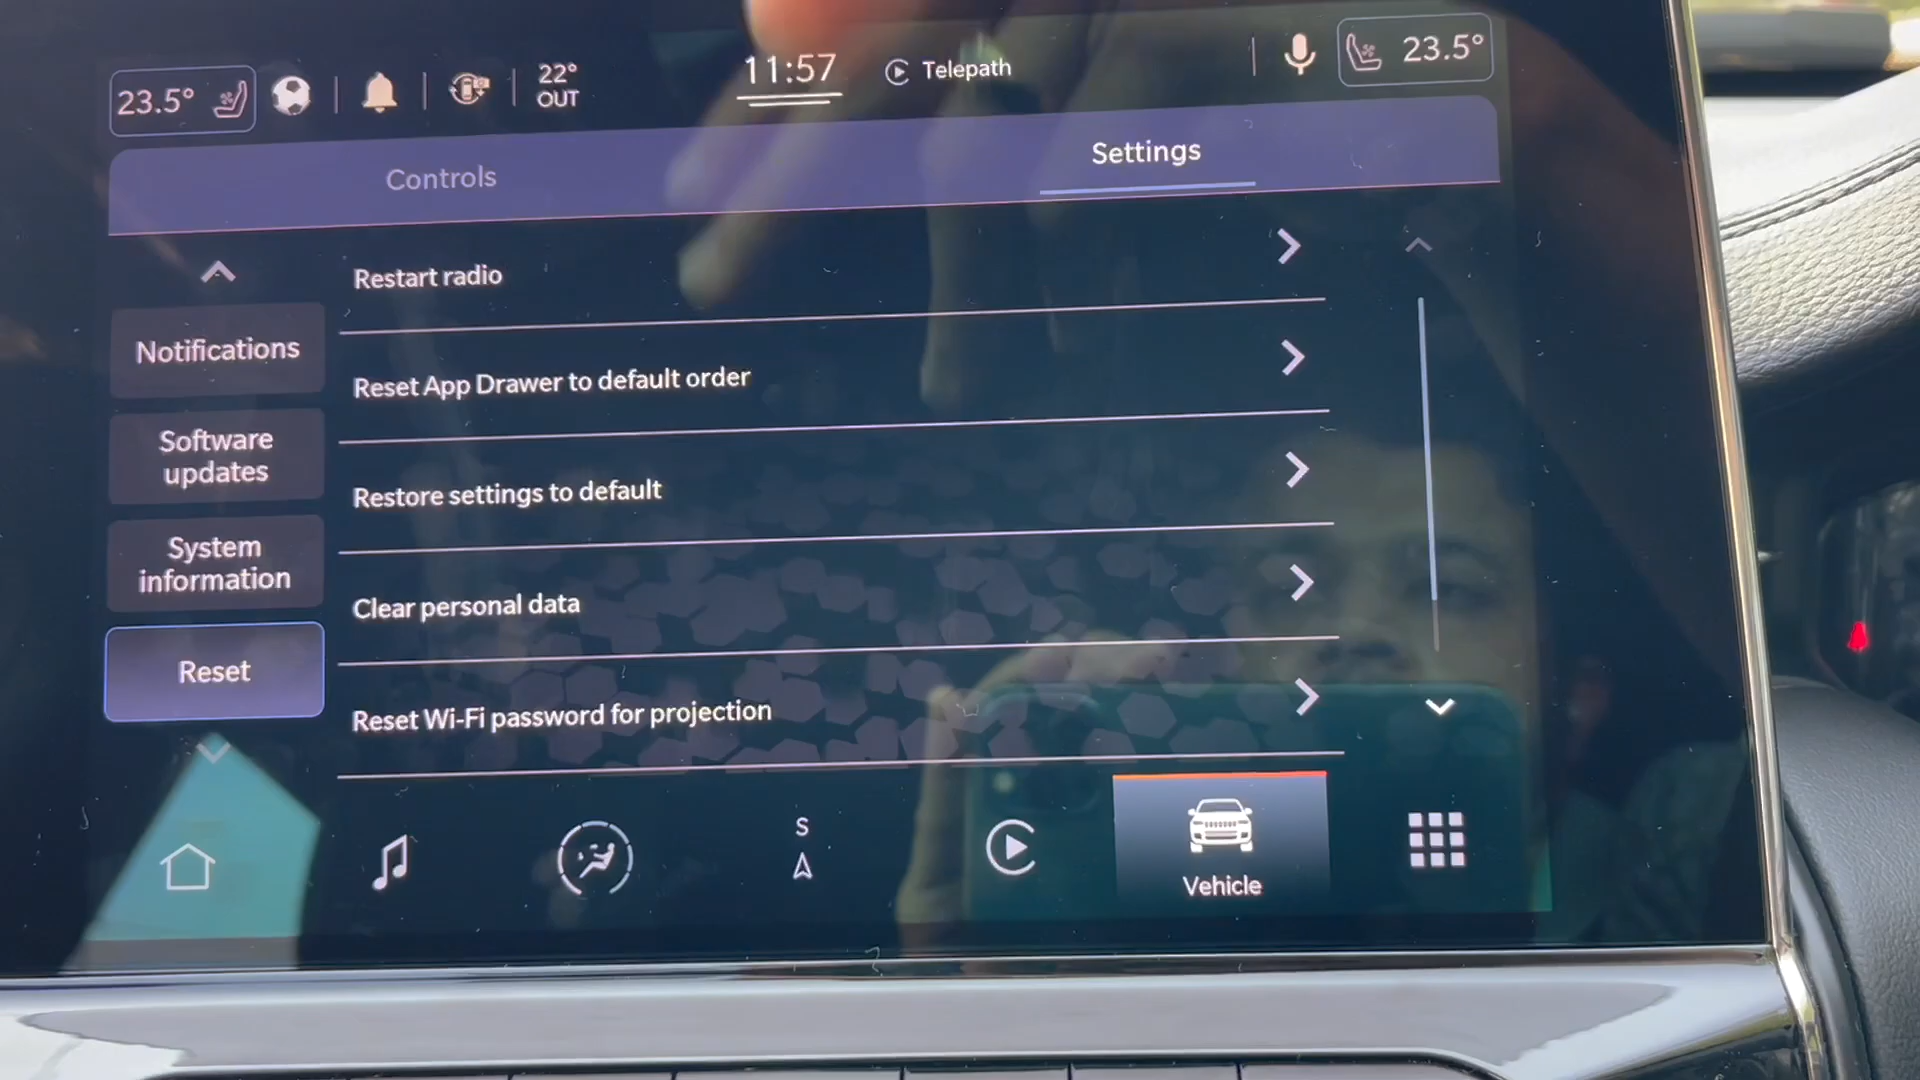 23.5°
22°
OUT
11:57
Telepath
23.5°
Controls
Settings
Restart radio
Notifications
Reset App Drawer to default order
Software
updates
Restore settings to default
System
information
Clear personal data
Reset
Reset Wi-Fi password for projection
S
Vehicle